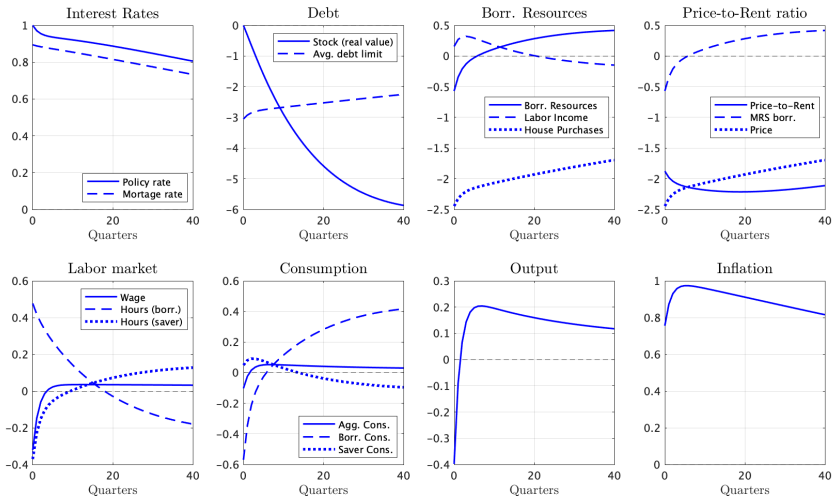 Interest Rates
1
0.8
0.6
0.4
0.2
0
Policy rate
Mortage rate
0 20 40
Quarters
Debt
0
−1
−2
−3
−4
−5
−6
Stock (real value)
Avg. debt limit
0 20 40
Quarters
Borr. Resources
0.5
0
−0.5
−1
−1.5
−2
−2.5
Borr. Resources
Labor Income
House Purchases
0 20 40
Quarters
Price-to-Rent ratio
0.5
0
−0.5
−1
−1.5
−2
−2.5
Price-to-Rent
MRS borr.
Price
0 20 40
Quarters
Labor market
0.6
0.4
0.2
0
−0.2
−0.4
Wage
Hours (borr.)
Hours (saver)
0 20 40
Quarters
Consumption
0.6
0.4
0.2
0
−0.2
−0.4
−0.6
Agg. Cons.
Borr. Cons.
Saver Cons.
0 20 40
Quarters
Output
0.3
0.2
0.1
0
−0.1
−0.2
−0.3
−0.4
0 20 40
Quarters
Inflation
1
0.8
0.6
0.4
0.2
0
0 20 40
Quarters